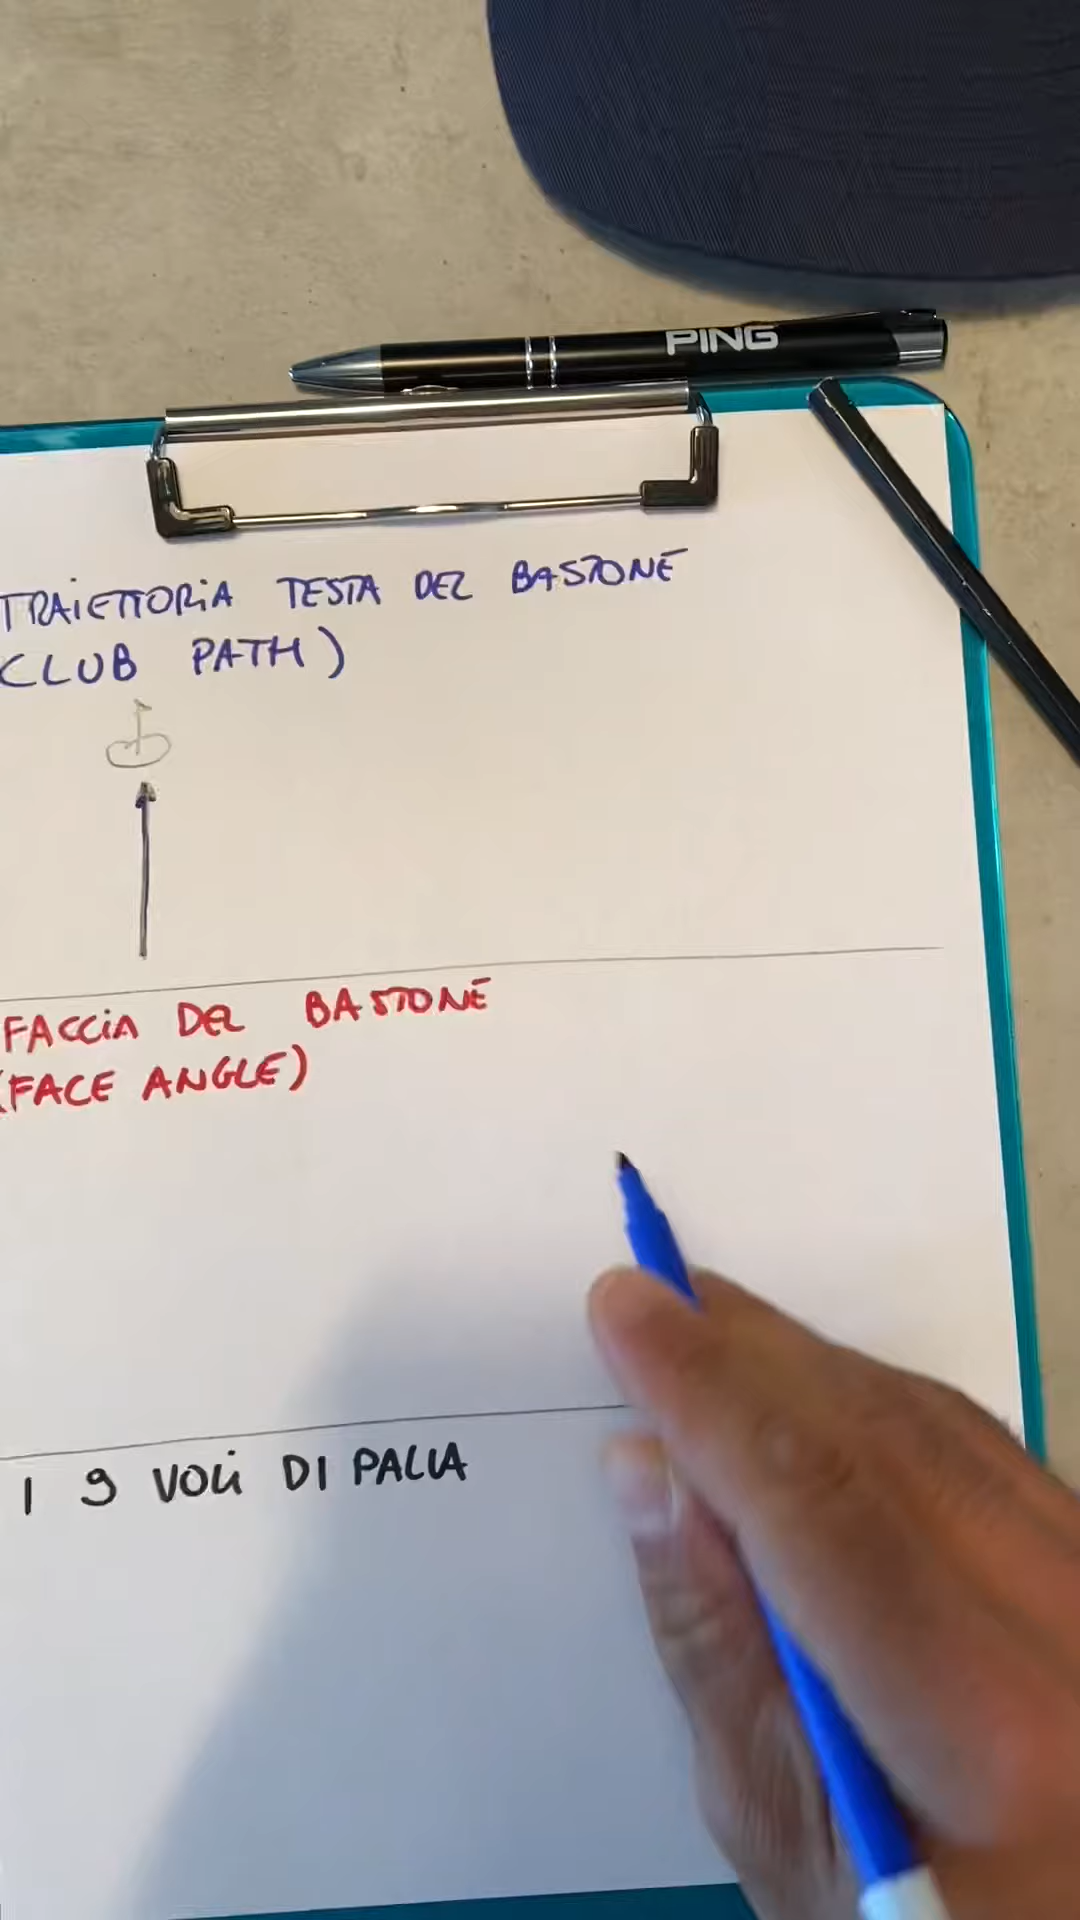 PING
TRAIETTORIA TESTA DEL BASTONE
CLUB PATH)
FACCIA DEL BASTONE
(FACE ANGLE)
I 9 VOLI DI PALLA